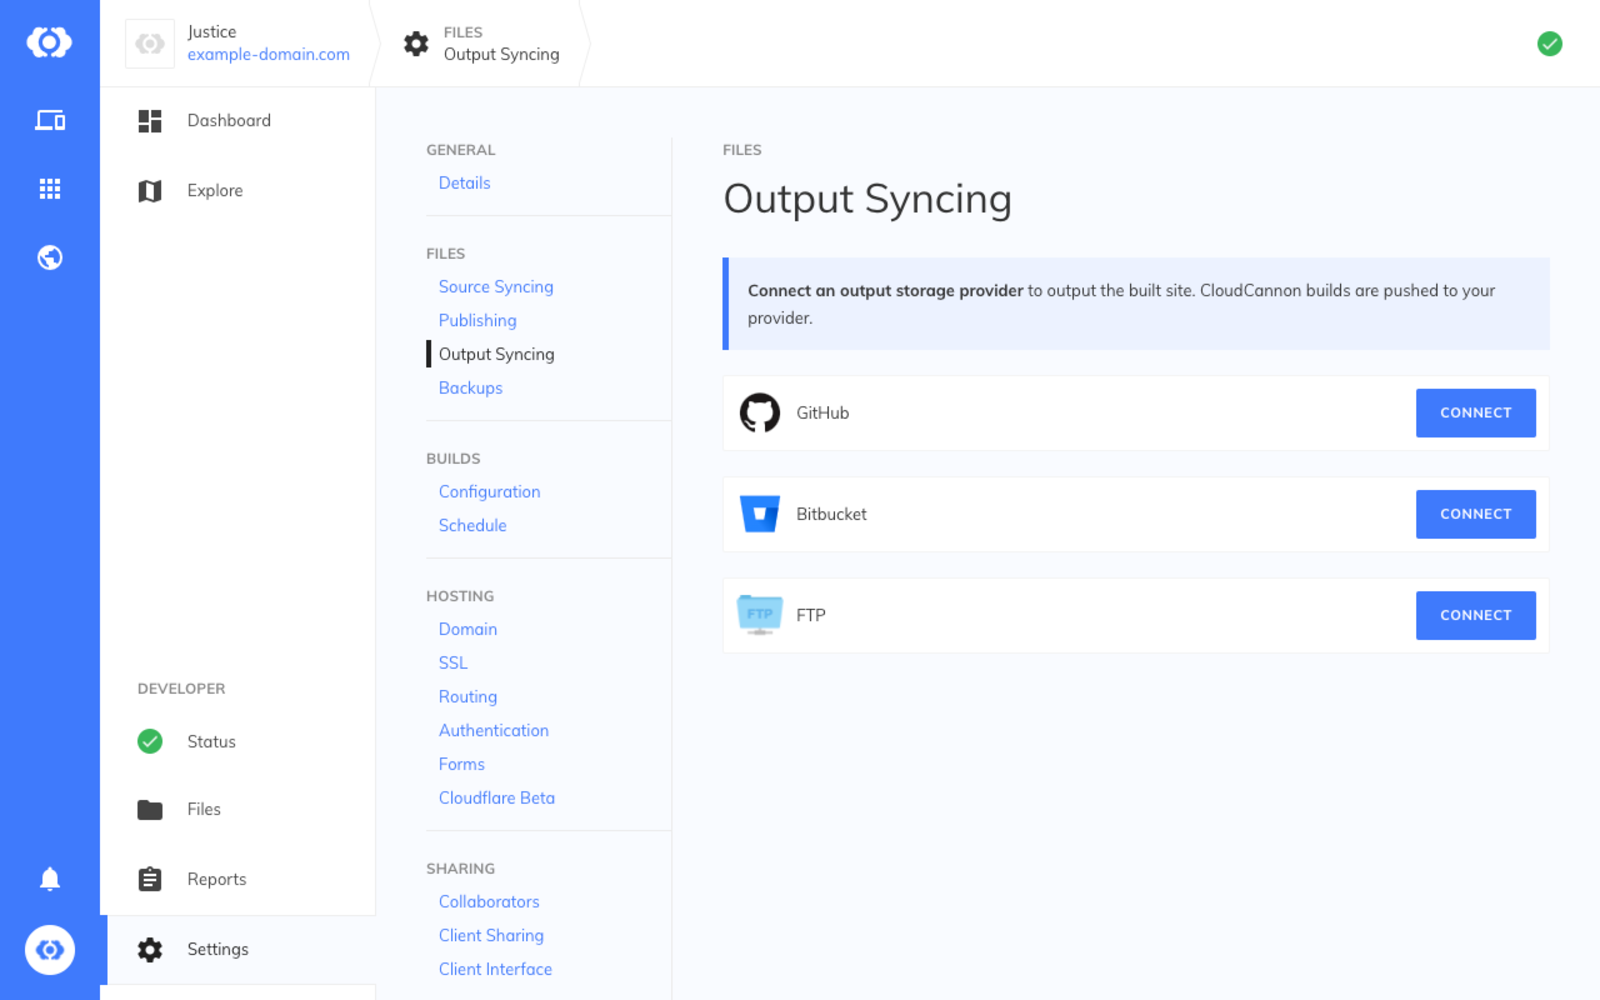 Justice
example-domain.com
FILES
Output Syncing
Dashboard
Explore
DEVELOPER
Status
Files
Reports
Settings
GENERAL
Details
FILES
Source Syncing
Publishing
Output Syncing
Backups
BUILDS
Configuration
Schedule
HOSTING
Domain
SSL
Routing
Authentication
Forms
Cloudflare Beta
SHARING
Collaborators
Client Sharing
Client Interface
FILES
Output Syncing
Connect an output storage provider to output the built site. CloudCannon builds are pushed to your
provider.
GitHub
CONNECT
Bitbucket
CONNECT
FTP
FTP
CONNECT